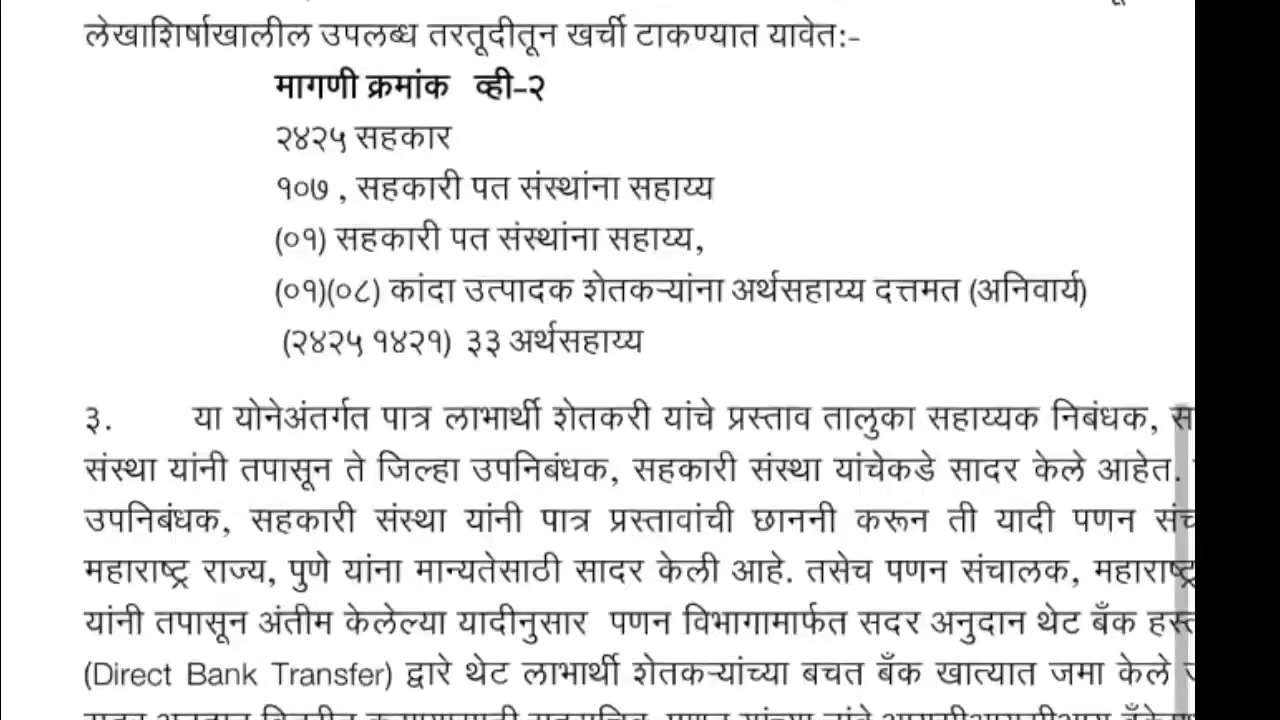 लेखाशिर्षाखालील उपलब्ध तरतूदीतून खर्ची टाकण्यात यावेत:-
मागणी क्रमांक व्ही-२
२४२५ सहकार
१०७ , सहकारी पत संस्थांना सहाय्य
(०१) सहकारी पत संस्थांना सहाय्य,
(०१)(०८) कांदा उत्पादक शेतकऱ्यांना अर्थसहाय्य दत्तमत (अनिवार्य)
(२४२५ १४२१) ३३ अर्थसहाय्य
३. या योनेअंतर्गत पात्र लाभार्थी शेतकरी यांचे प्रस्ताव तालुका सहाय्यक निबंधक,
संस्था यांनी तपासून ते जिल्हा उपनिबंधक, सहकारी संस्था यांचेकडे सादर केले आहेत.
उपनिबंधक, सहकारी संस्था यांनी पात्र प्रस्तावांची छाननी करून ती यादी पणन
महाराष्ट्र राज्य, पुणे यांना मान्यतेसाठी सादर केली आहे. तसेच पणन संचालक, महाराष्ट्र
यांनी तपासून अंतीम केलेल्या यादीनुसार पणन विभागामार्फत सदर अनुदान थेट बँक
(Direct Bank Transfer) द्वारे थेट लाभार्थी शेतकऱ्यांच्या बचत बँक खात्यात जमा केले